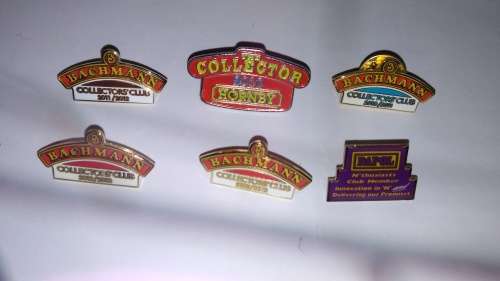 BACHMANN
COLLECTORS' CLUB
2011/2012
COLLECTOR
HORNBY
BACHMANN
COLLECTORS' CLUB
BACHMANN
COLLECTORS' CLUB
BACHMANN
COLLECTORS' CLUB
DAPOL
N'thusiasts
Club Member
Innovation in 'N'
Delivering our Promises